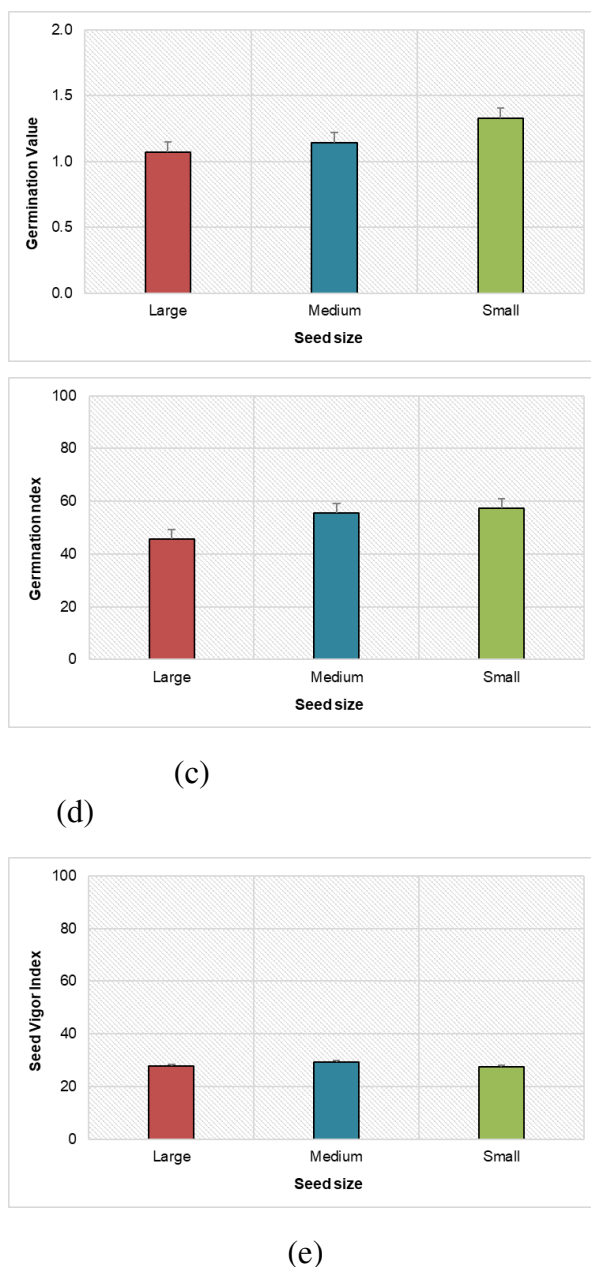 2.0
1.5
1.0
0.5
0.0
Germination Value
Large Medium Small
Seed size
100
80
60
40
20
0
Germnation ndex
Large Medium Small
Seed size
(c)
(d)
100
80
60
40
20
0
Seed Vigor Index
Large Medium Small
Seed size
(e)